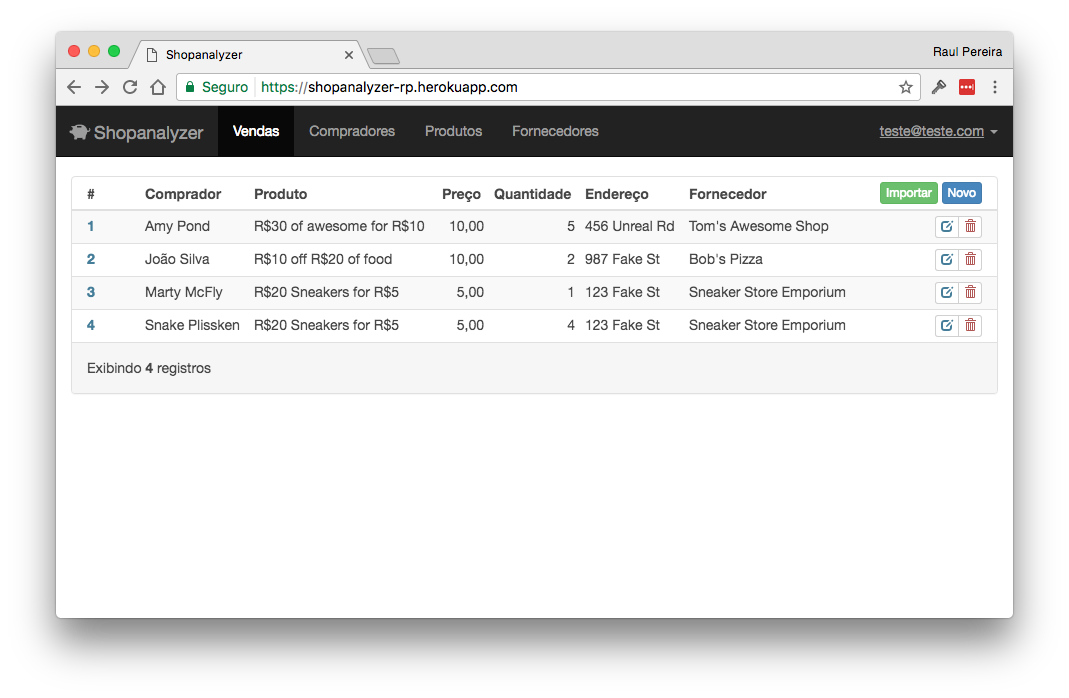 Shopanalyzer
Raul Pereira
Seguro https://shopanalyzer-rp.herokuapp.com
Shopanalyzer Vendas Compradores Produtos Fornecedores teste@teste.com
# Comprador Produto Preço Quantidade Endereço Fornecedor Importar Novo
1 Amy Pond R$30 of awesome for R$10 10,00 5 456 Unreal Rd Tom's Awesome Shop
2 João Silva R$10 off R$20 of food 10,00 2 987 Fake St Bob's Pizza
3 Marty McFly R$20 Sneakers for R$5 5,00 1 123 Fake St Sneaker Store Emporium
4 Snake Plissken R$20 Sneakers for R$5 5,00 4 123 Fake St Sneaker Store Emporium
Exibindo 4 registros